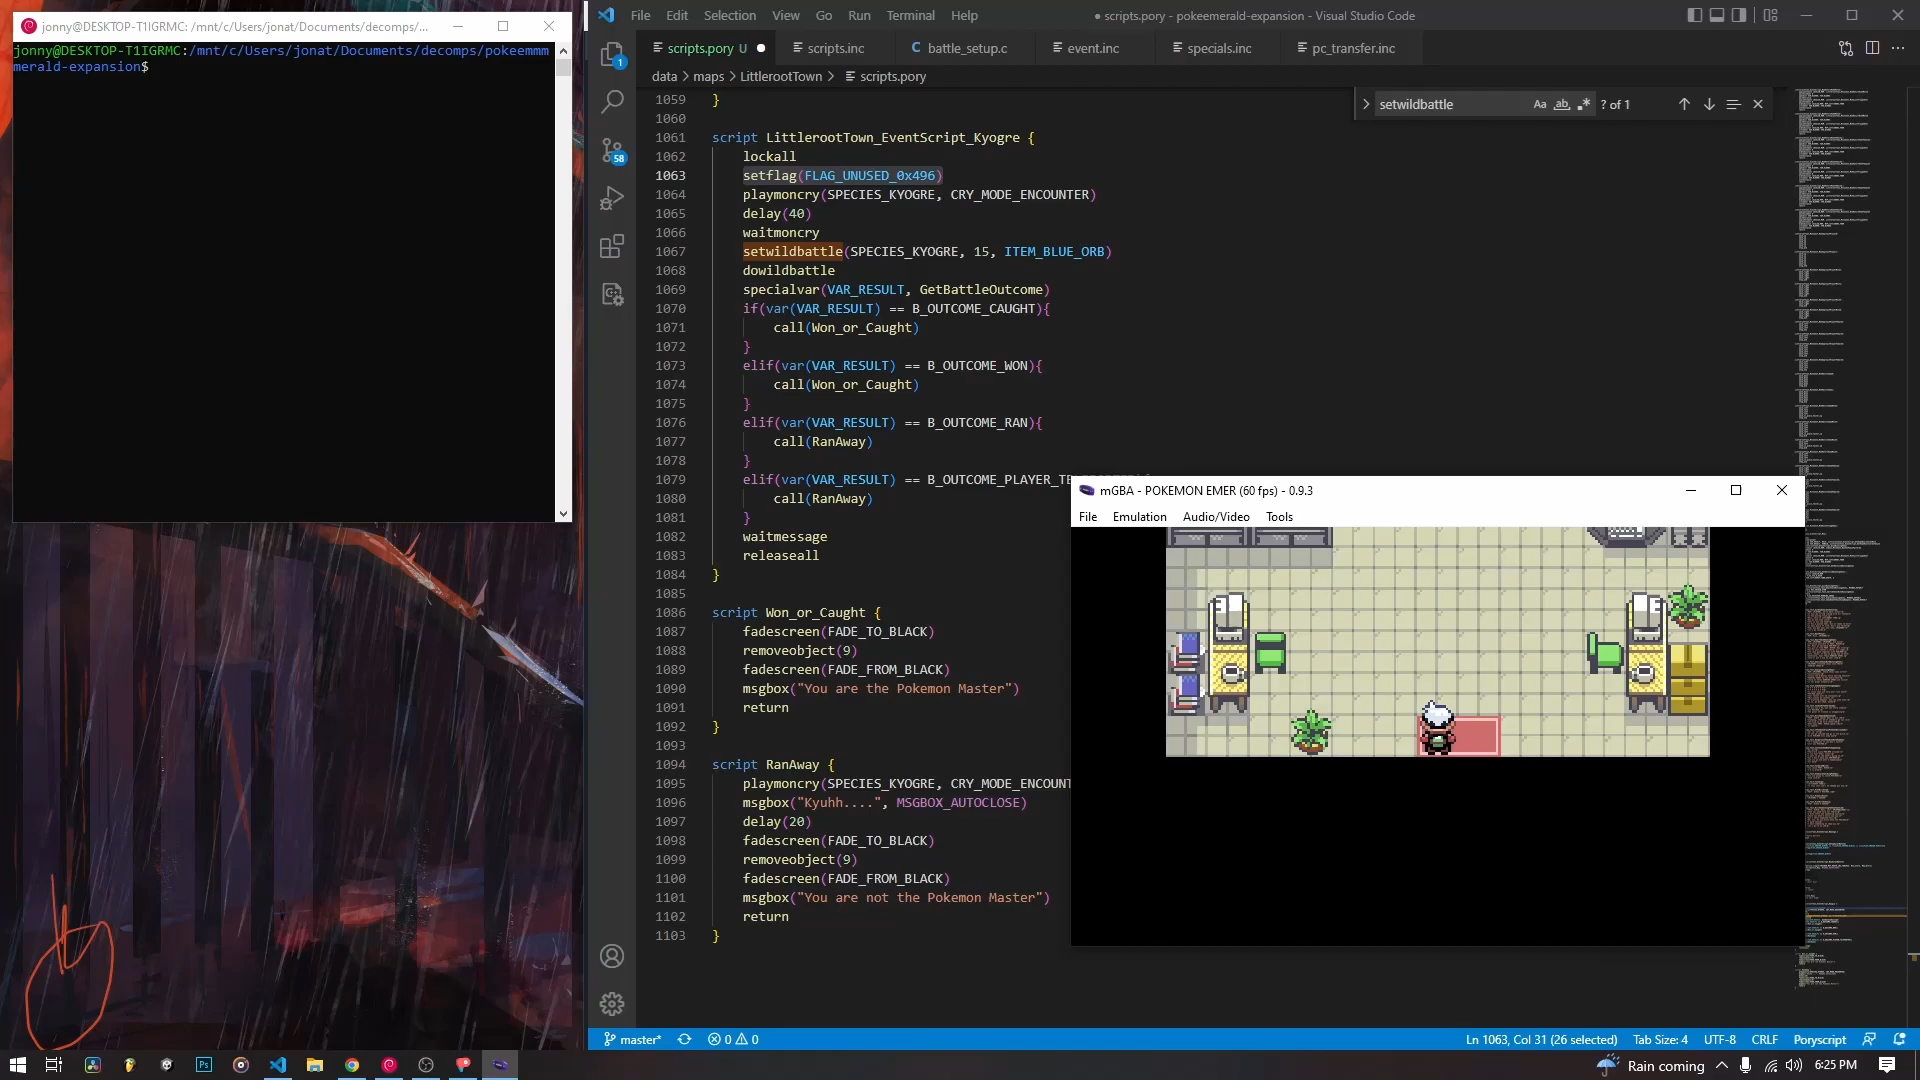 jonny@DESKTOP-T1IGRMC: /mnt/c/Users/jonat/Documents/decomps/...
jonny@DESKTOP-T1IGRMC:/mnt/c/Users/jonat/Documents/decomps/pokeemmm
merald-expansion$
File Edit Selection View Go Run Terminal Help
● scripts.pory - pokeemerald-expansion - Visual Studio Code
scripts.pory U
scripts.inc
battle_setup.c
event.inc
specials.inc
pc_transfer.inc
data > maps > LittlerootTown > scripts.pory
setwildbattle
Aa ab ? of 1
1
58
1059 }
1060
1061 script LittlerootTown_EventScript_Kyogre {
1062 lockall
1063 setflag(FLAG_UNUSED_0x496)
1064 playmoncry(SPECIES_KYOGRE, CRY_MODE_ENCOUNTER)
1065 delay(40)
1066 waitmoncry
1067 setwildbattle(SPECIES_KYOGRE, 15, ITEM_BLUE_ORB)
1068 dowildbattle
1069 specialvar(VAR_RESULT, GetBattleOutcome)
1070 if(var(VAR_RESULT) == B_OUTCOME_CAUGHT){
1071 call(Won_or_Caught)
1072 }
1073 elif(var(VAR_RESULT) == B_OUTCOME_WON){
1074 call(Won_or_Caught)
1075 }
1076 elif(var(VAR_RESULT) == B_OUTCOME_RAN){
1077 call(RanAway)
1078 }
1079 elif(var(VAR_RESULT) == B_OUTCOME_PLAYER_TE
1080 call(RanAway)
1081 }
1082 waitmessage
1083 releaseall
1084 }
1085
1086 script Won_or_Caught {
1087 fadescreen(FADE_TO_BLACK)
1088 removeobject(9)
1089 fadescreen(FADE_FROM_BLACK)
1090 msgbox("You are the Pokemon Master")
1091 return
1092 }
1093
1094 script RanAway {
1095 playmoncry(SPECIES_KYOGRE, CRY_MODE_ENCOUNT
1096 msgbox("Kyuhh....", MSGBOX_AUTOCLOSE)
1097 delay(20)
1098 fadescreen(FADE_TO_BLACK)
1099 removeobject(9)
1100 fadescreen(FADE_FROM_BLACK)
1101 msgbox("You are not the Pokemon Master")
1102 return
1103 }
mGBA - POKEMON EMER (60 fps) - 0.9.3
File Emulation Audio/Video Tools
master* 0 0
Ln 1063, Col 31 (26 selected) Tab Size: 4 UTF-8 CRLF Poryscript
Ps
Rain coming 6:25 PM